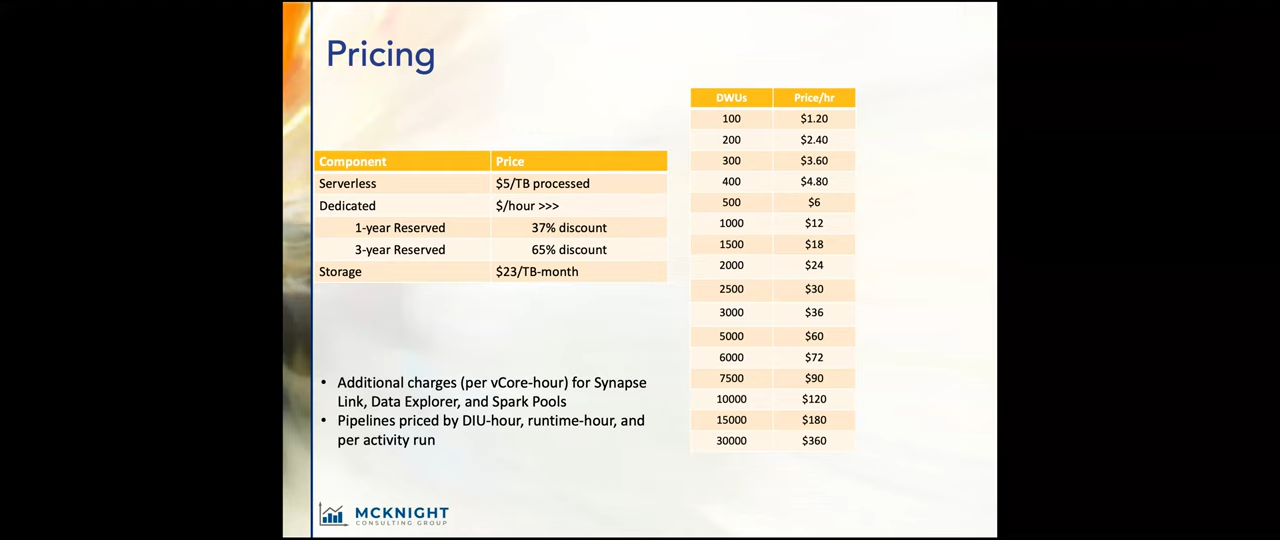 Pricing
Component Price
Serverless $5/TB processed
Dedicated $/hour >>>
1-year Reserved 37% discount
3-year Reserved 65% discount
Storage $23/TB-month
• Additional charges (per vCore-hour) for Synapse
Link, Data Explorer, and Spark Pools
• Pipelines priced by DIU-hour, runtime-hour, and
per activity run
DWUs Price/hr
100 $1.20
200 $2.40
300 $3.60
400 $4.80
500 $6
1000 $12
1500 $18
2000 $24
2500 $30
3000 $36
5000 $60
6000 $72
7500 $90
10000 $120
15000 $180
30000 $360
MCKNIGHT
CONSULTING GROUP